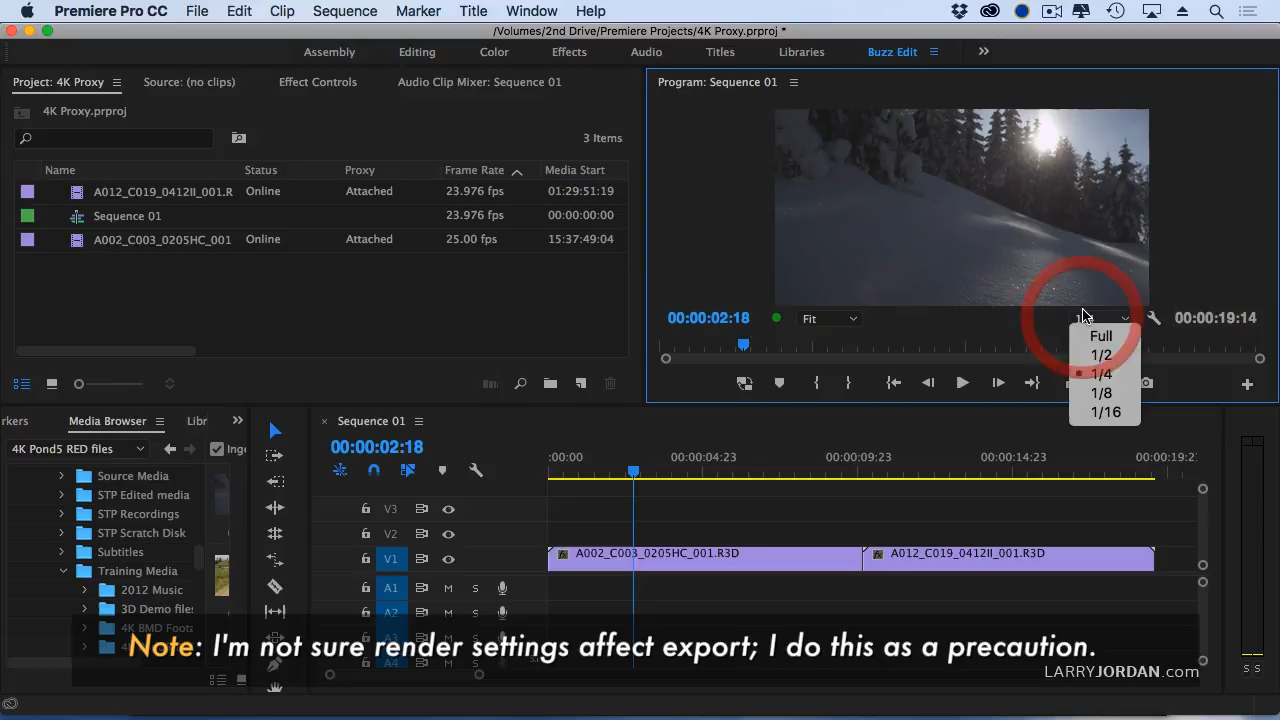 Premiere Pro CC File Edit Clip Sequence Marker Title Window Help
/Volumes/2nd Drive/Premiere Projects/4K Proxy.prproj *
Assembly Editing Color Effects Audio Titles Libraries Buzz Edit
Project: 4K Proxy Source: (no clips) Effect Controls Audio Clip Mixer: Sequence 01
Program: Sequence 01
4K Proxy.prproj
3 Items
Name Status Proxy Frame Rate Media Start
A012_C019_0412II_001.R Online Attached 23.976 fps 01:29:51:19
Sequence 01 23.976 fps 00:00:00:00
A002_C003_0205HC_001 Online Attached 25.00 fps 15:37:49:04
00:00:02:18 Fit 00:00:19:14
Full
1/2
1/4
1/8
1/16
rkers Media Browser Libr
4K Pond5 RED files Inge
Source Media
STP Edited media
STP Recordings
STP Scratch Disk
Subtitles
Training Media
2012 Music
3D Demo files
4K BMD Foota
Sequence 01
00:00:02:18
:00:00 00:00:04:23 00:00:09:23 00:00:14:23 00:00:19:2
V3
V2
V1 A002_C003_0205HC_001.R3D A012_C019_0412II_001.R3D
A1 M S
A2 M S
A3
A4
S S
Note: I'm not sure render settings affect export; I do this as a precaution.
LARRYJORDAN.com